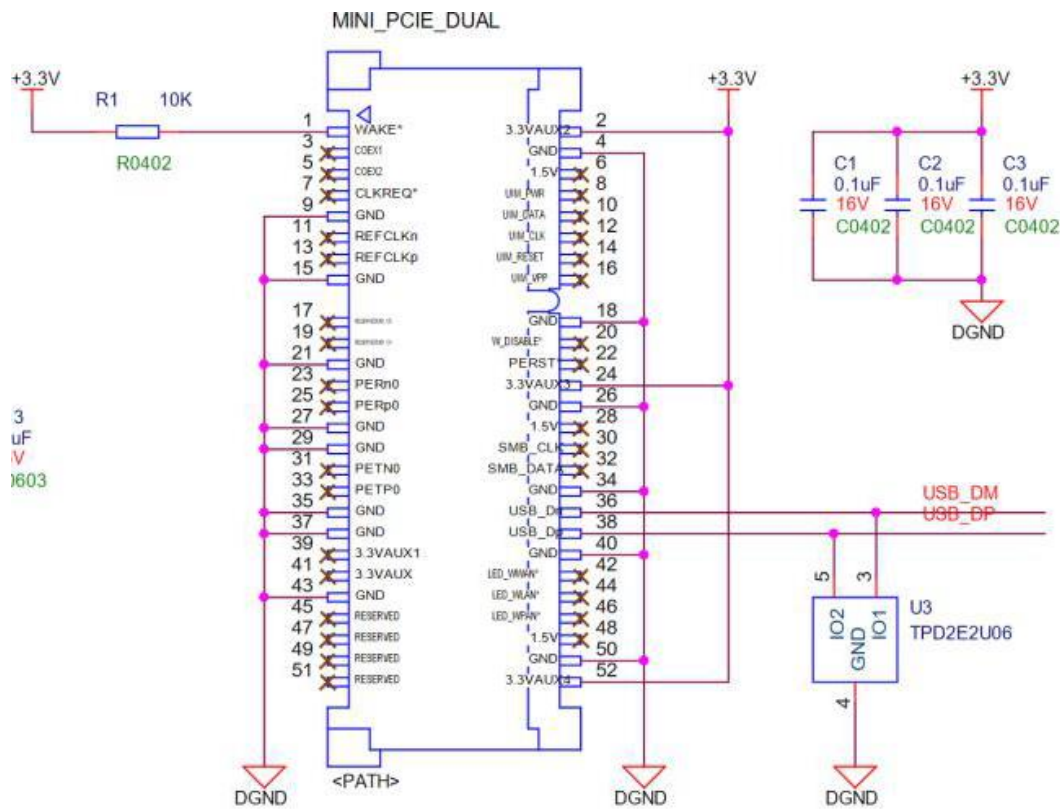 MINI_PCIE_DUAL
+3.3V
R1 10K
R0402
1 WAKE*
3 COEX1
5 COEX2
7 CLKREQ*
9 GND
11 REFCLKn
13 REFCLKp
15 GND
17
19
21 GND
23 PERn0
25 PERp0
27 GND
29 GND
31 PETN0
33 PETP0
35 GND
37 GND
39 3.3VAUX1
41 3.3VAUX
43 GND
45 RESERVED
47 RESERVED
49 RESERVED
51 RESERVED
3.3VAUX2 2
GND 4
1.5V 6
UIM_PWR 8
UIM_DATA 10
UIM_CLK 12
UIM_RESET 14
UIM_VPP 16
GND 18
W_DISABLE* 20
PERST* 22
3.3VAUX3 24
GND 26
1.5V 28
SMB_CLK 30
SMB_DATA 32
GND 34
USB_Dn 36
USB_Dp 38
GND 40
LED_WWAN* 42
LED_WLAN* 44
LED_WPAN* 46
1.5V 48
GND 50
3.3VAUX4 52
<PATH>
DGND
DGND
+3.3V
+3.3V
C1
0.1uF
16V
C0402
C2
0.1uF
16V
C0402
C3
0.1uF
16V
C0402
DGND
USB_DM
USB_DP
5 3
IO2 GND IO1
4
U3
TPD2E2U06
DGND
3
uF
V
0603